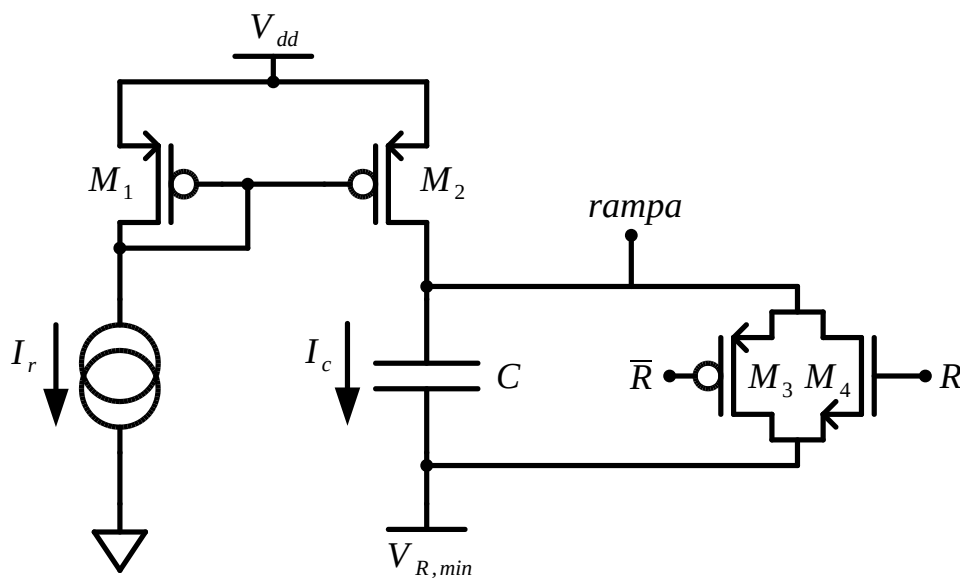 V_dd
M_1
M_2
rampa
I_r
I_c
C
R̅
M_3
M_4
R
V_R,min